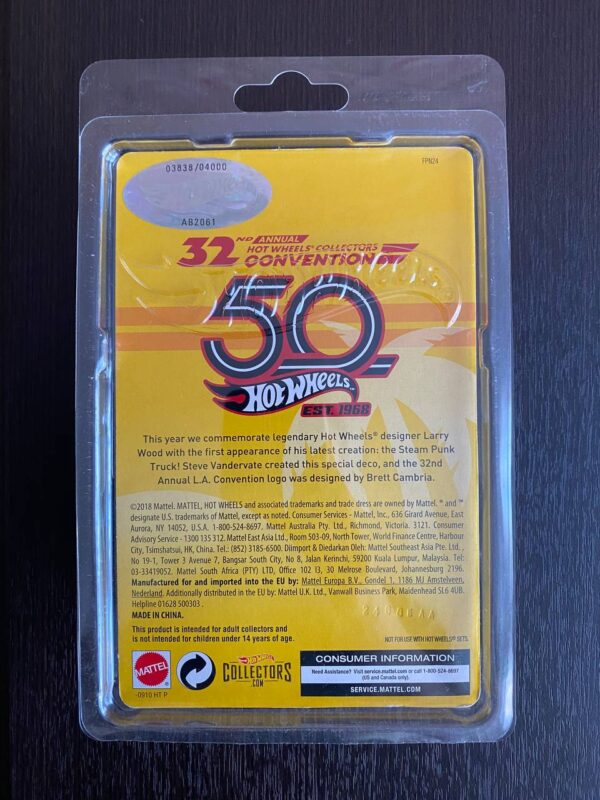 03838/04000
FPN24
AB2061
32ND ANNUAL
HOT WHEELS® COLLECTORS
CONVENTION
50
HOT WHEELS™
EST. 1968
This year we commemorate legendary Hot Wheels® designer Larry
Wood with the first appearance of his latest creation: the Steam Punk
Truck! Steve Vandervate created this special deco, and the 32nd
Annual L.A. Convention logo was designed by Brett Cambria.
©2018 Mattel. MATTEL, HOT WHEELS and associated trademarks and trade dress are owned by Mattel. ® and ™
designate U.S. trademarks of Mattel, except as noted. Consumer Services - Mattel, Inc., 636 Girard Avenue, East
Aurora, NY 14052, U.S.A. 1-800-524-8697. Mattel Australia Pty. Ltd., Richmond, Victoria. 3121. Consumer
Advisory Service - 1300 135 312. Mattel East Asia Ltd., Room 503-09, North Tower, World Finance Centre, Harbour
City, Tsimshatsui, HK, China. Tel.: (852) 3185-6500. Diimport & Diedarkan Oleh: Mattel Southeast Asia Pte. Ltd. ,
No 19-1, Tower 3 Avenue 7, Bangsar South City, No 8, Jalan Kerinchi, 59200 Kuala Lumpur, Malaysia. Tel:
03-33419052. Mattel South Africa (PTY) LTD, Office 102 I3, 30 Melrose Boulevard, Johannesburg 2196.
Manufactured for and imported into the EU by: Mattel Europa B.V., Gondel 1, 1186 MJ Amstelveen,
Nederland. Additionally distributed in the EU by: Mattel U.K. Ltd., Vanwall Business Park, Maidenhead SL6 4UB.
Helpline 01628 500303 .
MADE IN CHINA.
This product is intended for adult collectors and
is not intended for children under 14 years of age.
NOT FOR USE WITH HOT WHEELS® SETS.
MATTEL
-0910 HT P
HOT WHEELS
COLLECTORS
.COM
CONSUMER INFORMATION
Need Assistance? Visit service.mattel.com or call 1-800-524-8697
(US and Canada only).
SERVICE.MATTEL.COM